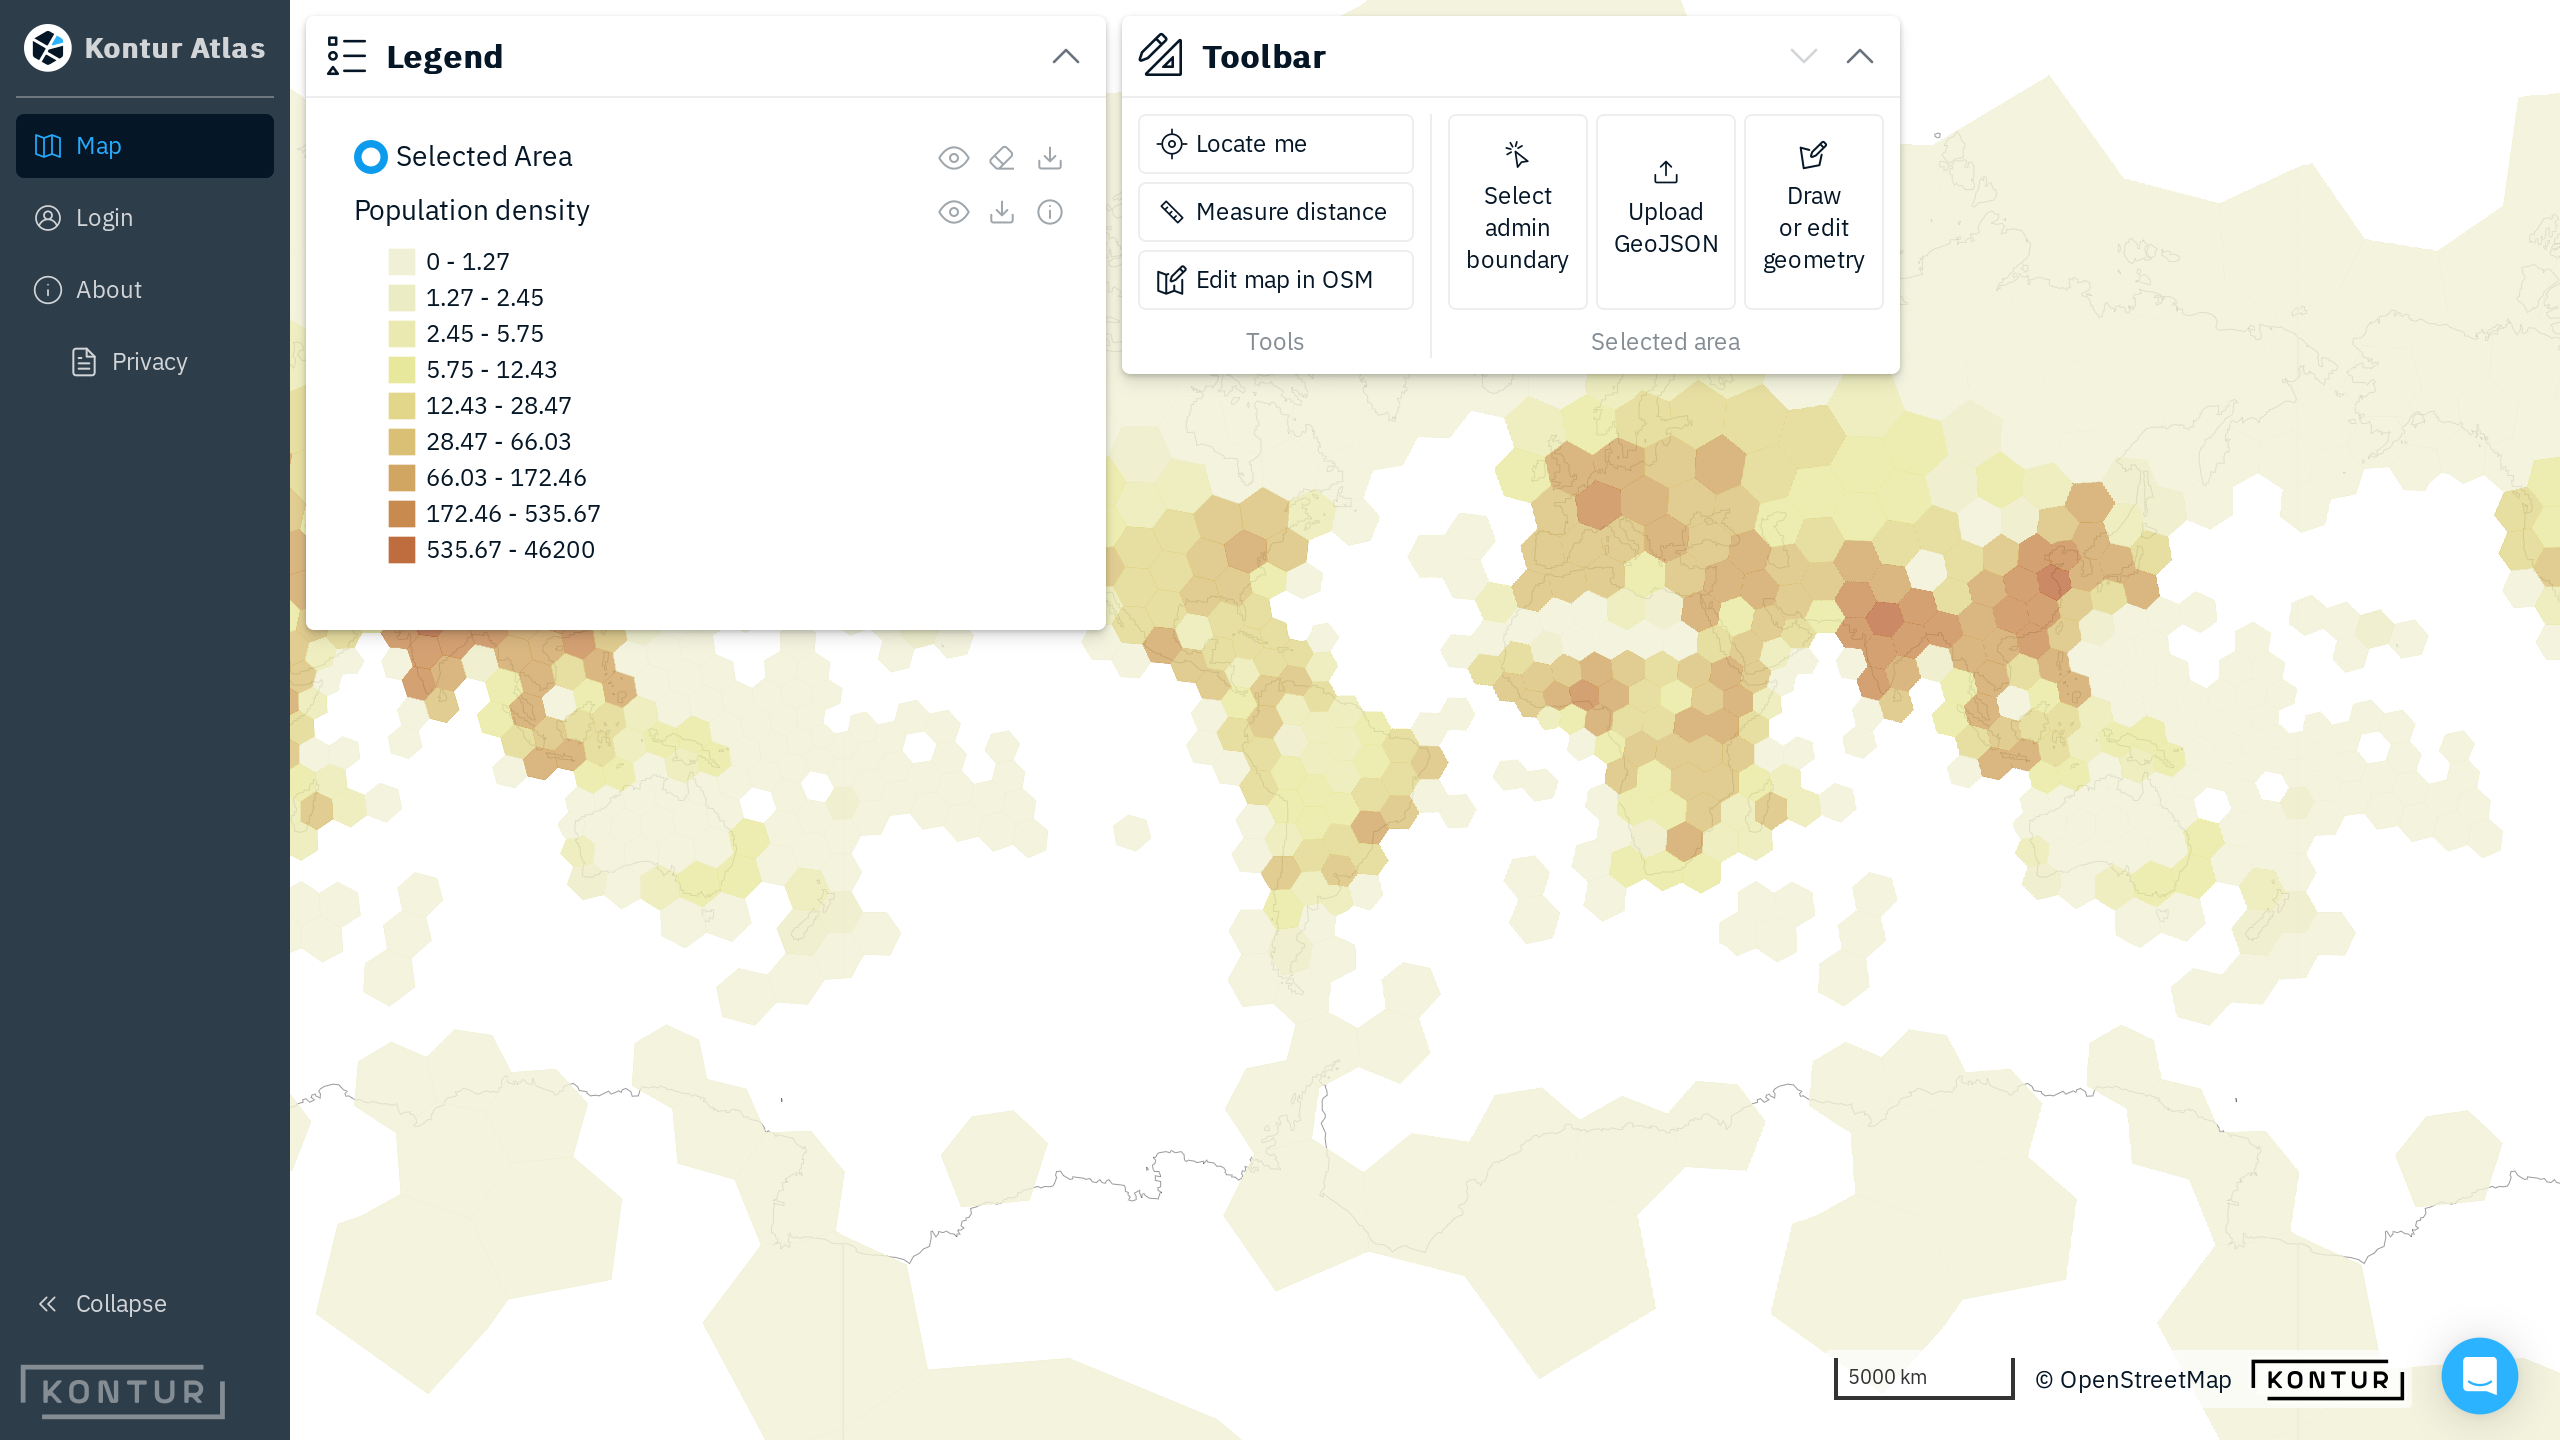 Kontur Atlas
Map
Login
About
Privacy
Collapse
KONTUR
Legend
Selected Area
Population density
0 - 1.27
1.27 - 2.45
2.45 - 5.75
5.75 - 12.43
12.43 - 28.47
28.47 - 66.03
66.03 - 172.46
172.46 - 535.67
535.67 - 46200
Toolbar
Locate me
Measure distance
Edit map in OSM
Tools
Select
admin
boundary
Upload
GeoJSON
Draw
or edit
geometry
Selected area
5000 km
© OpenStreetMap
KONTUR